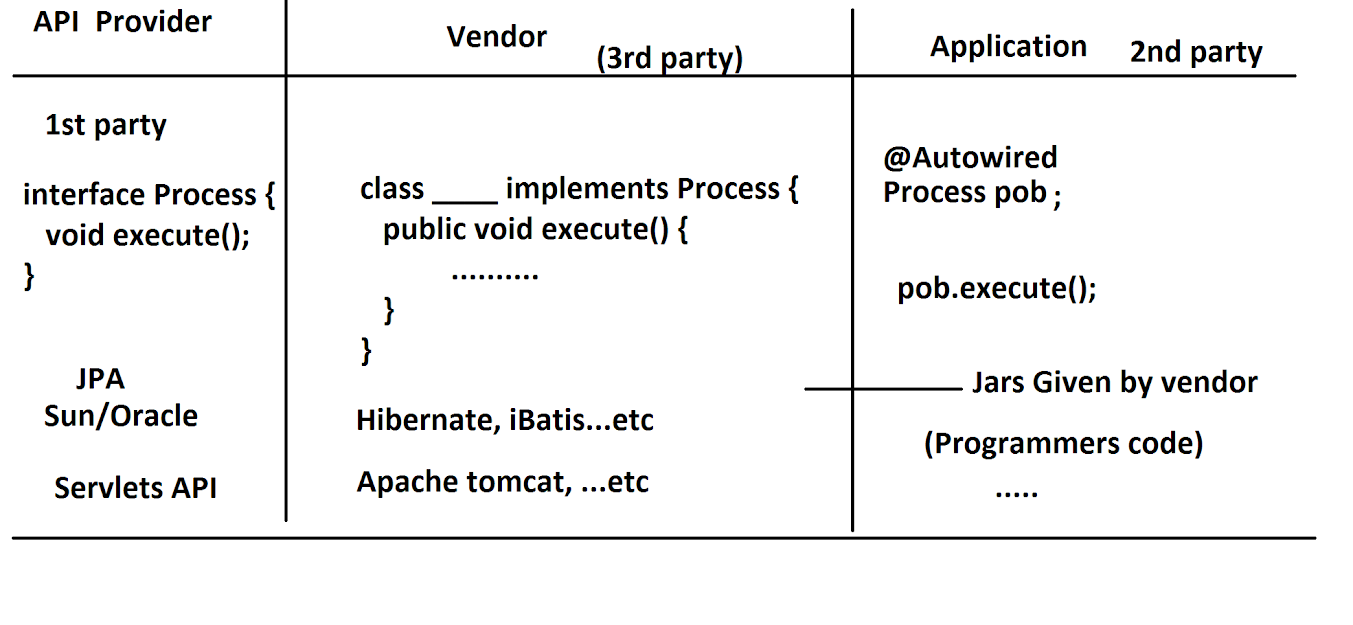 API Provider
Vendor
(3rd party)
Application
2nd party
1st party
interface Process {
void execute();
}
JPA
Sun/Oracle
Servlets API
class ____ implements Process {
public void execute() {
..........
}
}
Hibernate, iBatis...etc
Apache tomcat, ...etc
@Autowired
Process pob ;
pob.execute();
Jars Given by vendor
(Programmers code)
.....